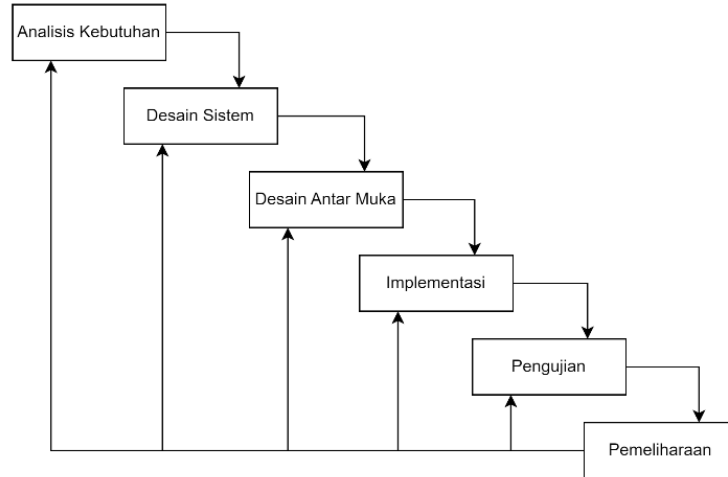 Analisis Kebutuhan
Desain Sistem
Desain Antar Muka
Implementasi
Pengujian
Pemeliharaan